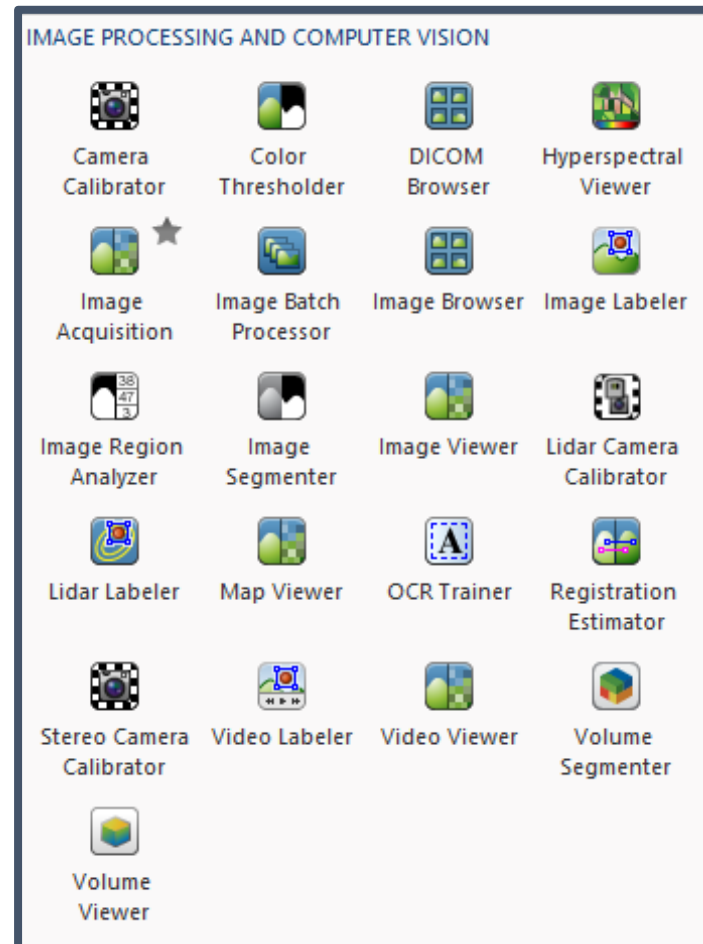 IMAGE PROCESSING AND COMPUTER VISION
Camera
Calibrator
Color
Thresholder
DICOM
Browser
Hyperspectral
Viewer
Image
Acquisition
Image Batch
Processor
Image Browser
Image Labeler
38
47
3
Image Region
Analyzer
Image
Segmenter
Image Viewer
Lidar Camera
Calibrator
Lidar Labeler
Map Viewer
A
OCR Trainer
Registration
Estimator
Stereo Camera
Calibrator
Video Labeler
Video Viewer
Volume
Segmenter
Volume
Viewer